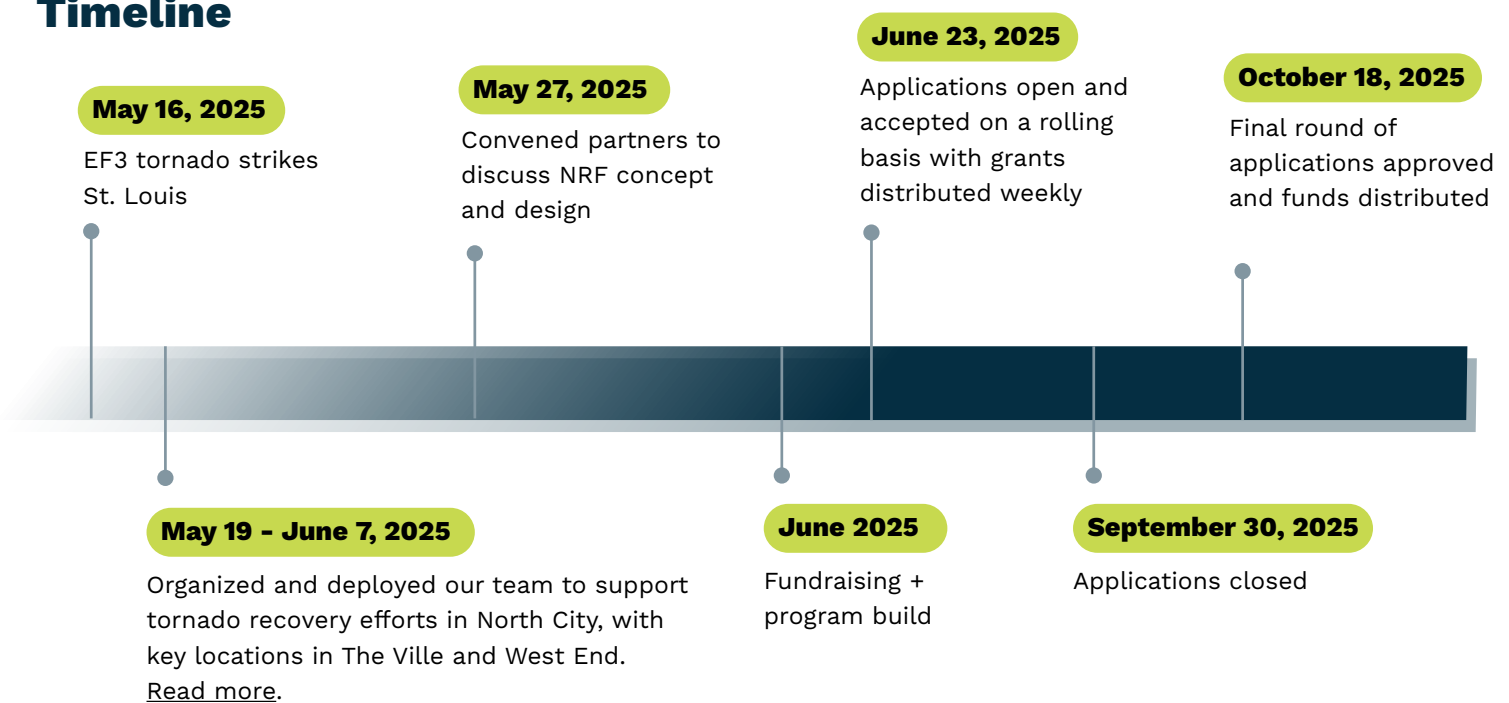 Timeline
May 16, 2025
EF3 tornado strikes
St. Louis
May 19 - June 7, 2025
Organized and deployed our team to support
tornado recovery efforts in North City, with
key locations in The Ville and West End.
Read more.
May 27, 2025
Convened partners to
discuss NRF concept
and design
June 2025
Fundraising +
program build
June 23, 2025
Applications open and
accepted on a rolling
basis with grants
distributed weekly
September 30, 2025
Applications closed
October 18, 2025
Final round of
applications approved
and funds distributed